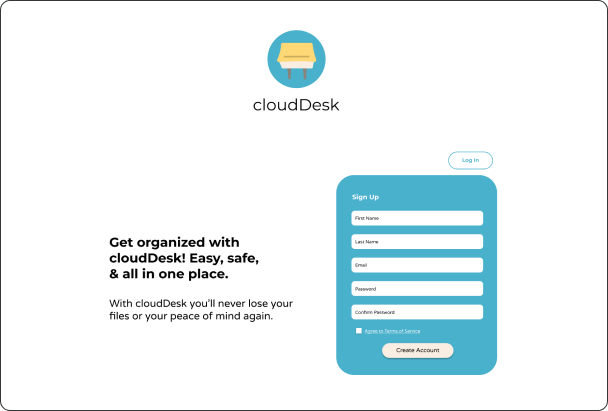 cloudDesk
Log In
Sign Up
First Name
Last Name
Email
Password
Confirm Password
Agree to Terms of Service
Create Account
Get organized with
cloudDesk! Easy, safe,
& all in one place.
With cloudDesk you’ll never lose your
files or your peace of mind again.